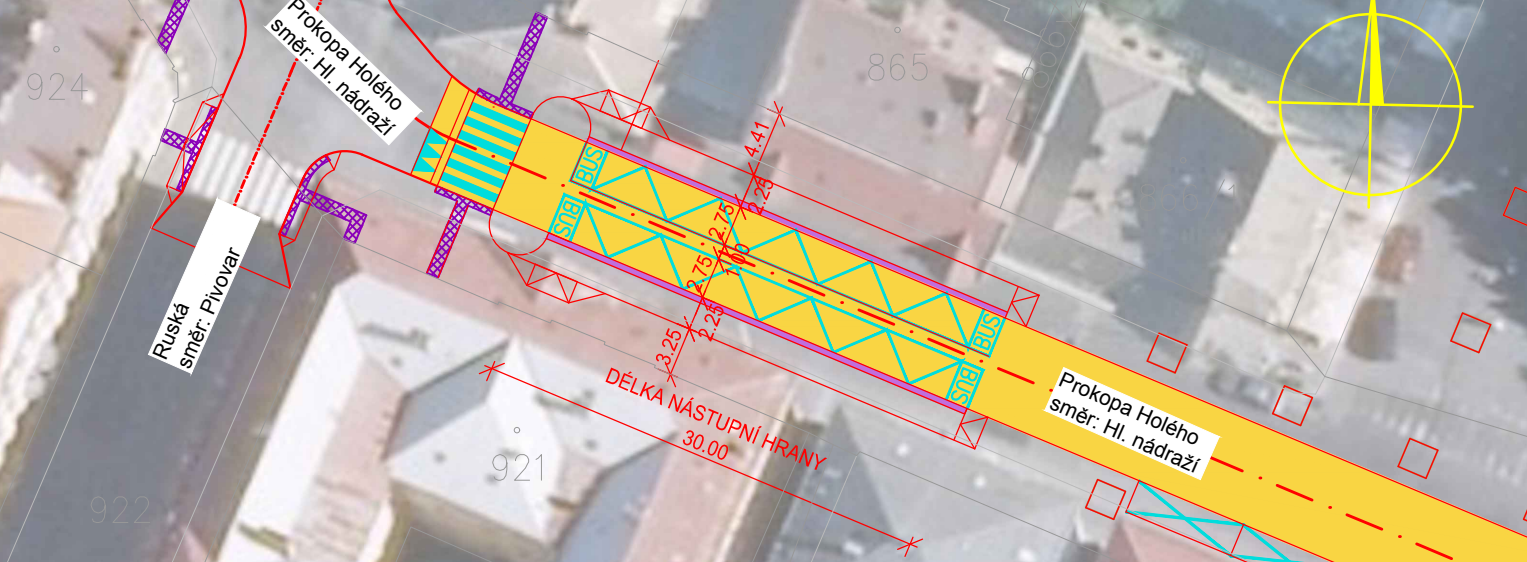 Prokopa Holého
směr: Hl. nádraží
924
865
BUS
BUS
4.41
2.25
2.75
1.00
2.75
2.25
3.25
Ruská
směr: Pivovar
DÉLKA NÁSTUPNÍ HRANY
30.00
BUS
BUS
Prokopa Holého
směr: Hl. nádraží
921
922